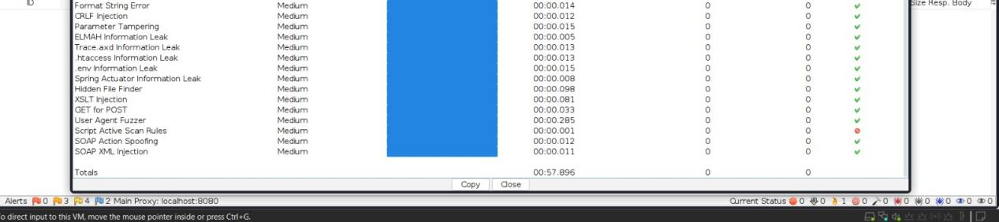 ID Size Resp. Body
Format String Error Medium 00:00.014 0 0
CRLF Injection Medium 00:00.012 0 0
Parameter Tampering Medium 00:00.015 0 0
ELMAH Information Leak Medium 00:00.005 0 0
Trace.axd Information Leak Medium 00:00.013 0 0
.htaccess Information Leak Medium 00:00.013 0 0
.env Information Leak Medium 00:00.015 0 0
Spring Actuator Information Leak Medium 00:00.008 0 0
Hidden File Finder Medium 00:00.098 0 0
XSLT Injection Medium 00:00.081 0 0
GET for POST Medium 00:00.033 0 0
User Agent Fuzzer Medium 00:00.285 0 0
Script Active Scan Rules Medium 00:00.001 0 0
SOAP Action Spoofing Medium 00:00.012 0 0
SOAP XML Injection Medium 00:00.011 0 0
Totals 00:57.896 0 0
Copy Close
Alerts 0 3 4 2 Main Proxy: localhost:8080 Current Status 0 0 1 0 0 0 0 0 0 0
o direct input to this VM, move the mouse pointer inside or press Ctrl+G.